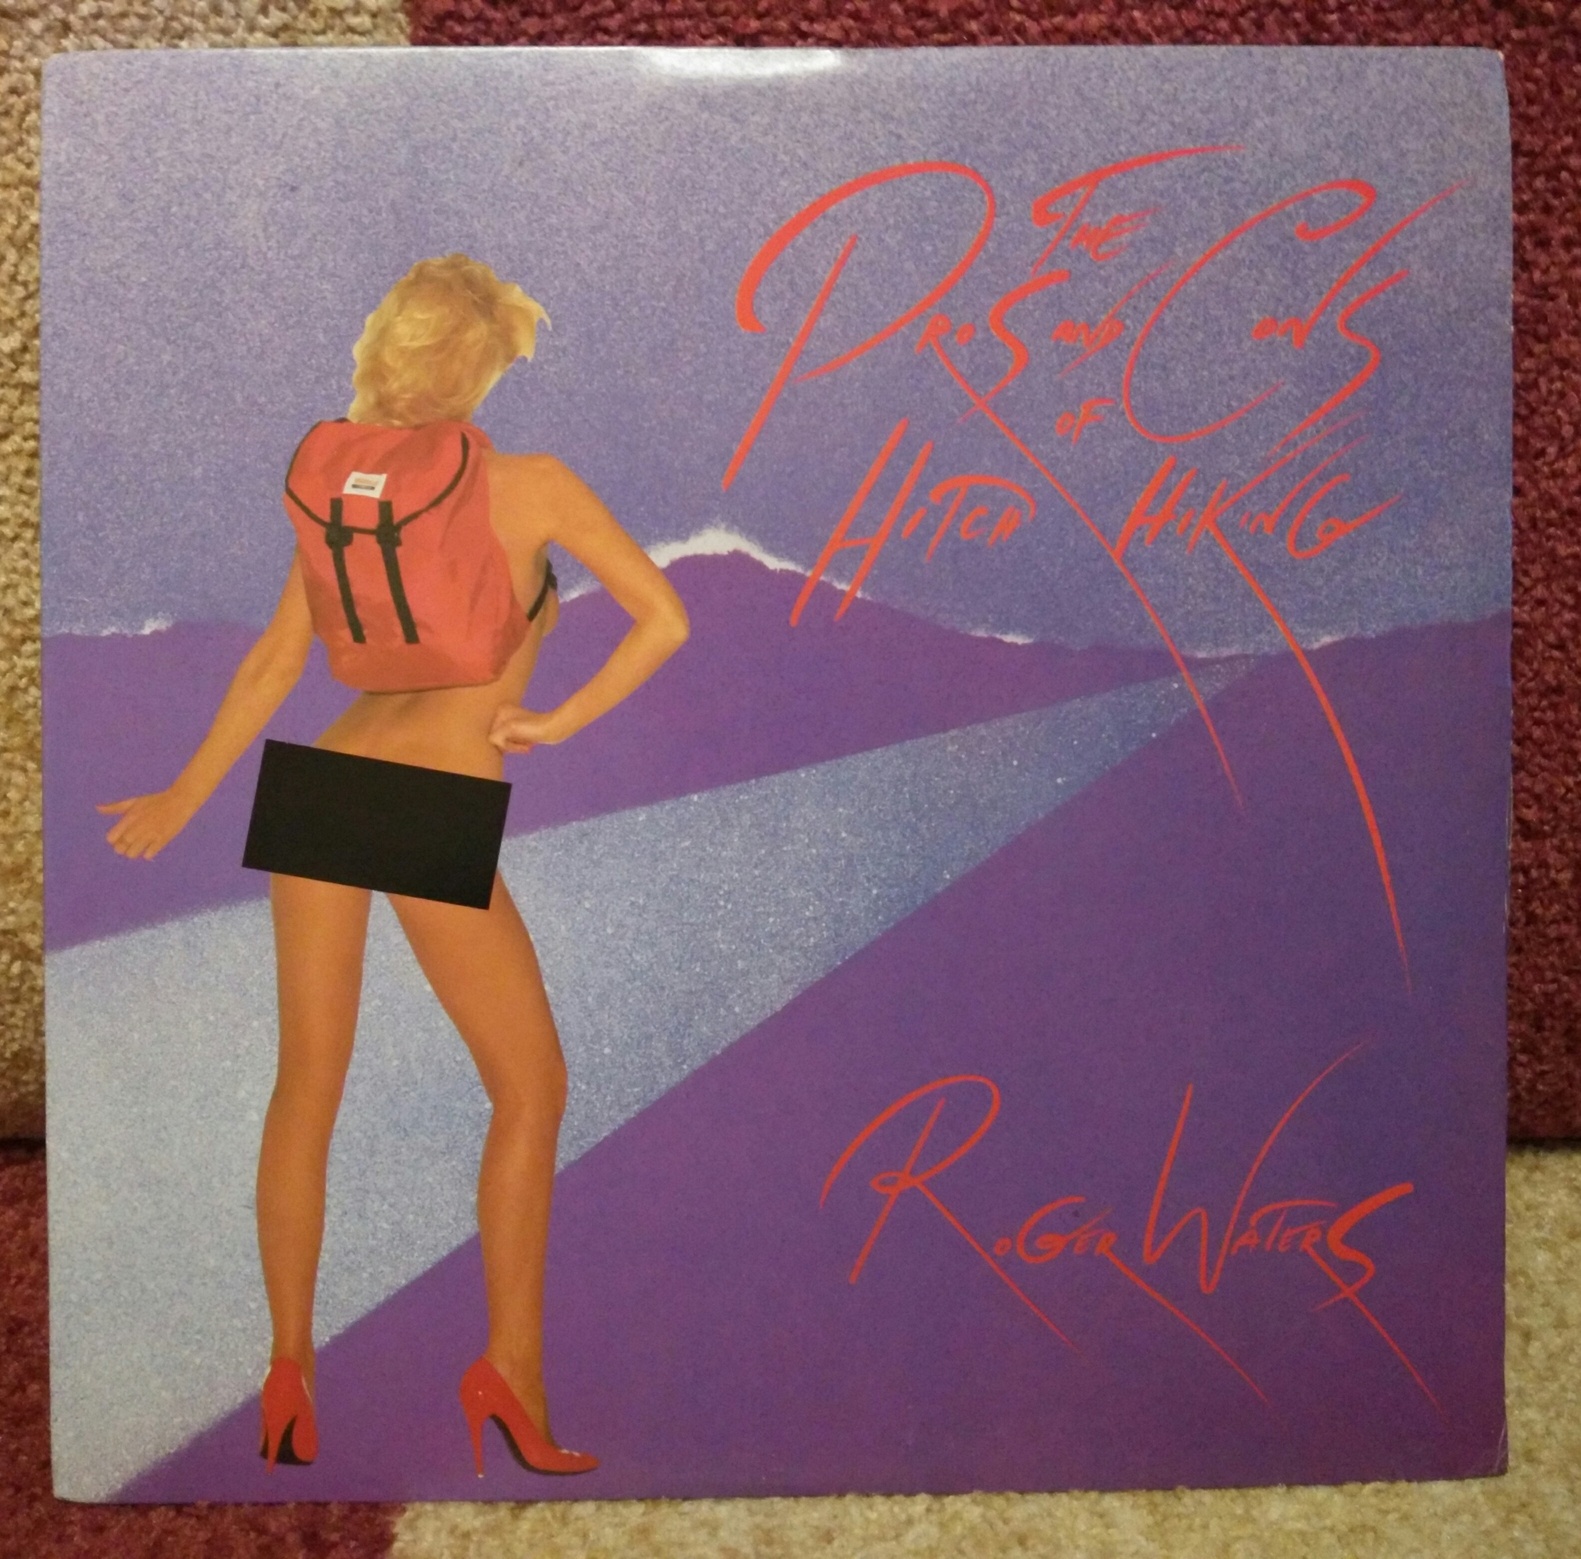 The
Pros and Cons
of
Hitch Hiking
Roger Waters